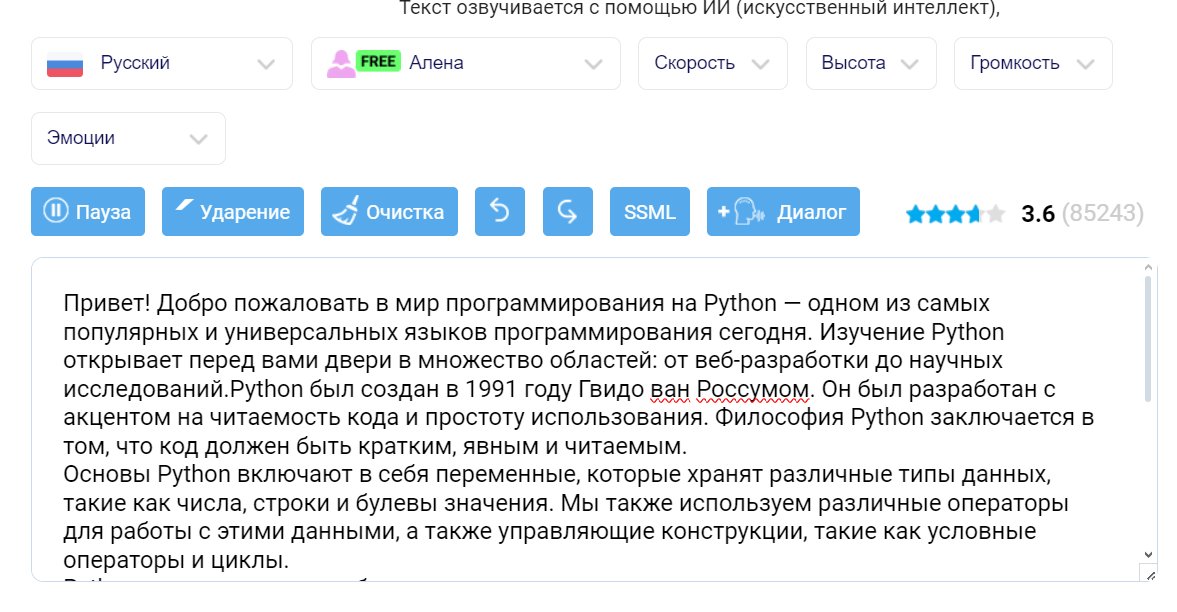 Текст озвучивается с помощью ИИ (искусственный интеллект),
Русский FREE Алена Скорость Высота Громкость
Эмоции
Пауза Ударение Очистка SSML + Диалог 3.6 (85243)
Привет! Добро пожаловать в мир программирования на Python — одном из самых
популярных и универсальных языков программирования сегодня. Изучение Python
открывает перед вами двери в множество областей: от веб-разработки до научных
исследований.Python был создан в 1991 году Гвидо ван Россумом. Он был разработан с
акцентом на читаемость кода и простоту использования. Философия Python заключается в
том, что код должен быть кратким, явным и читаемым.
Основы Python включают в себя переменные, которые хранят различные типы данных,
такие как числа, строки и булевы значения. Мы также используем различные операторы
для работы с этими данными, а также управляющие конструкции, такие как условные
операторы и циклы.